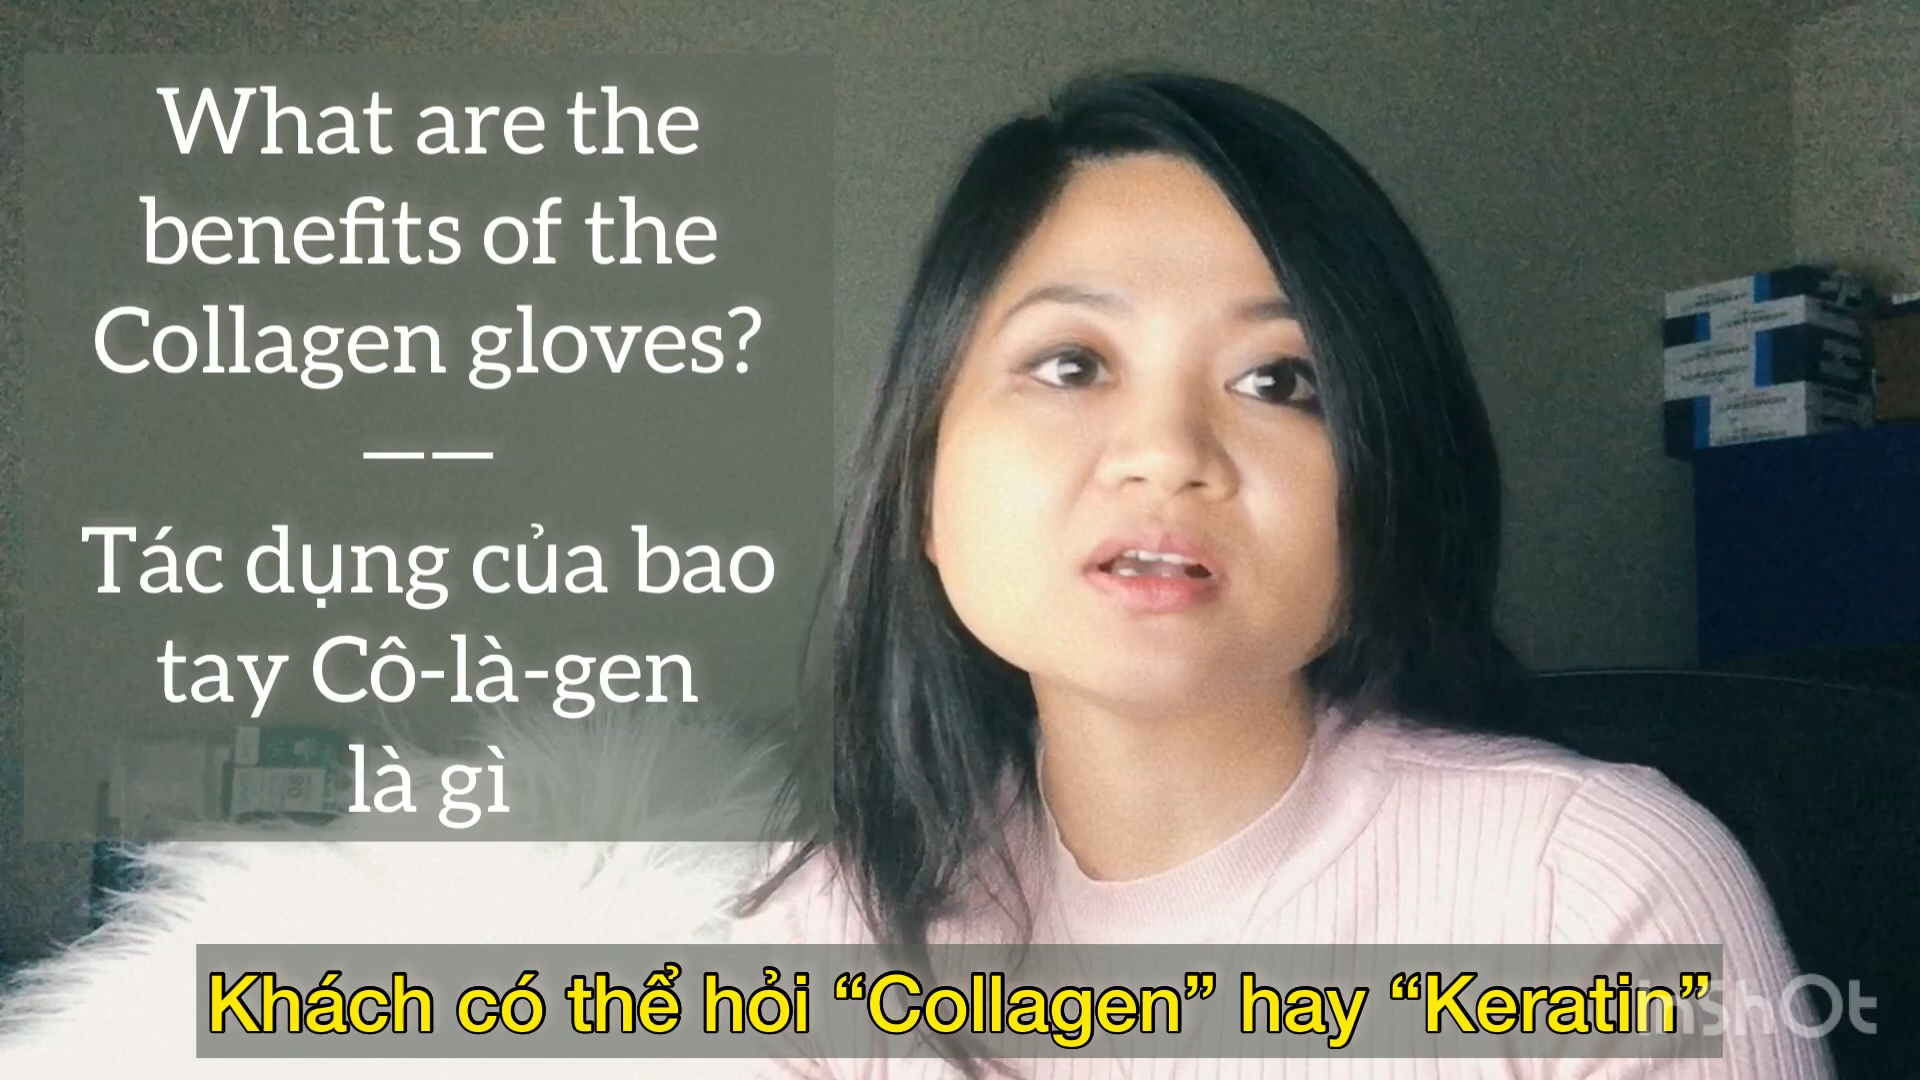 What are the
benefits of the
Collagen gloves?
——
Tác dụng của bao
tay Cô-là-gen
là gì
Khách có thể hỏi “Collagen” hay “Keratin”
InShOt